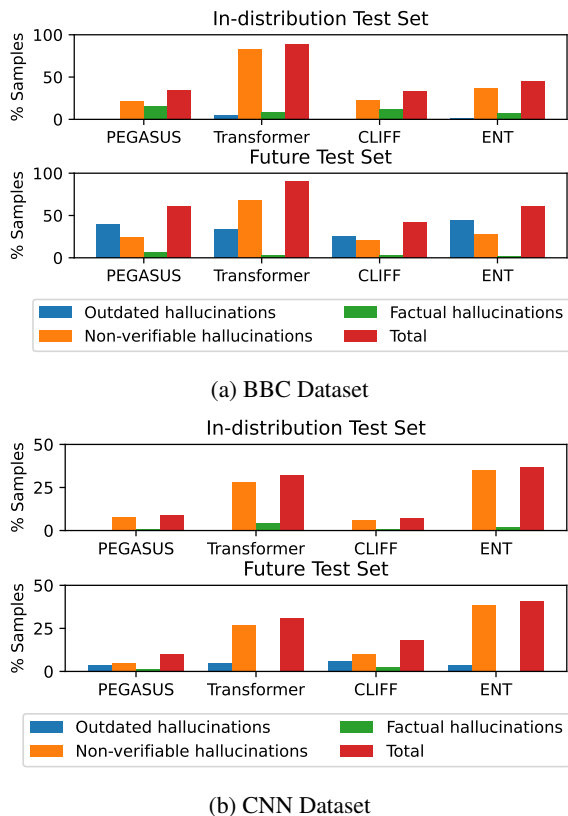 In-distribution Test Set
% Samples
100
50
0
PEGASUS Transformer CLIFF ENT
Future Test Set
% Samples
100
50
0
PEGASUS Transformer CLIFF ENT
Outdated hallucinations Factual hallucinations
Non-verifiable hallucinations Total
(a) BBC Dataset
In-distribution Test Set
% Samples
50
25
0
PEGASUS Transformer CLIFF ENT
Future Test Set
% Samples
50
25
0
PEGASUS Transformer CLIFF ENT
Outdated hallucinations Factual hallucinations
Non-verifiable hallucinations Total
(b) CNN Dataset